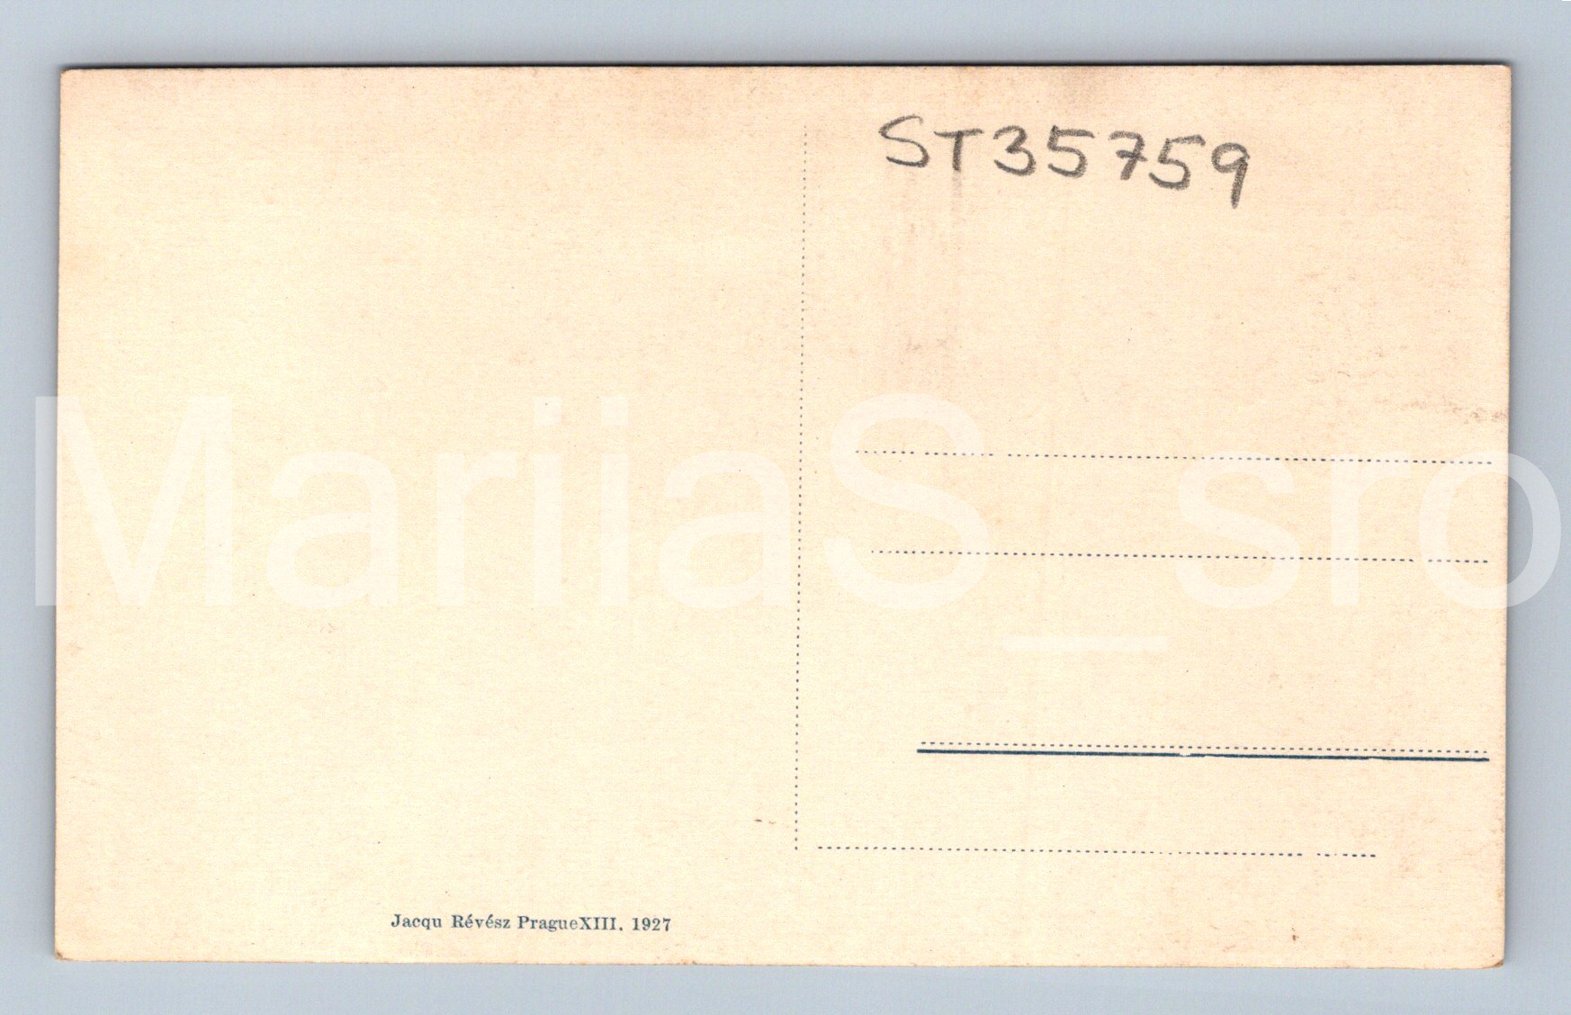 ST35759
MariiaS_sro
Jacqu Révész PragueXIII. 1927